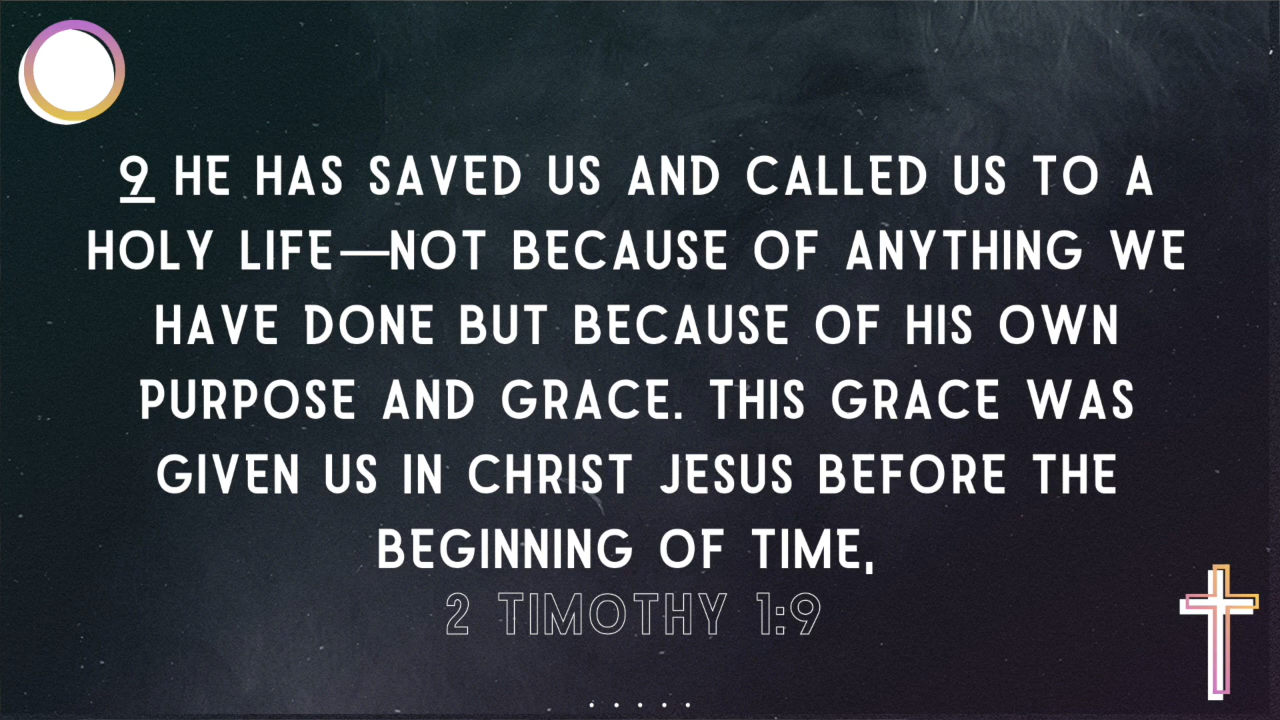 9 HE HAS SAVED US AND CALLED US TO A
HOLY LIFE—NOT BECAUSE OF ANYTHING WE
HAVE DONE BUT BECAUSE OF HIS OWN
PURPOSE AND GRACE. THIS GRACE WAS
GIVEN US IN CHRIST JESUS BEFORE THE
BEGINNING OF TIME,
2 TIMOTHY 1:9